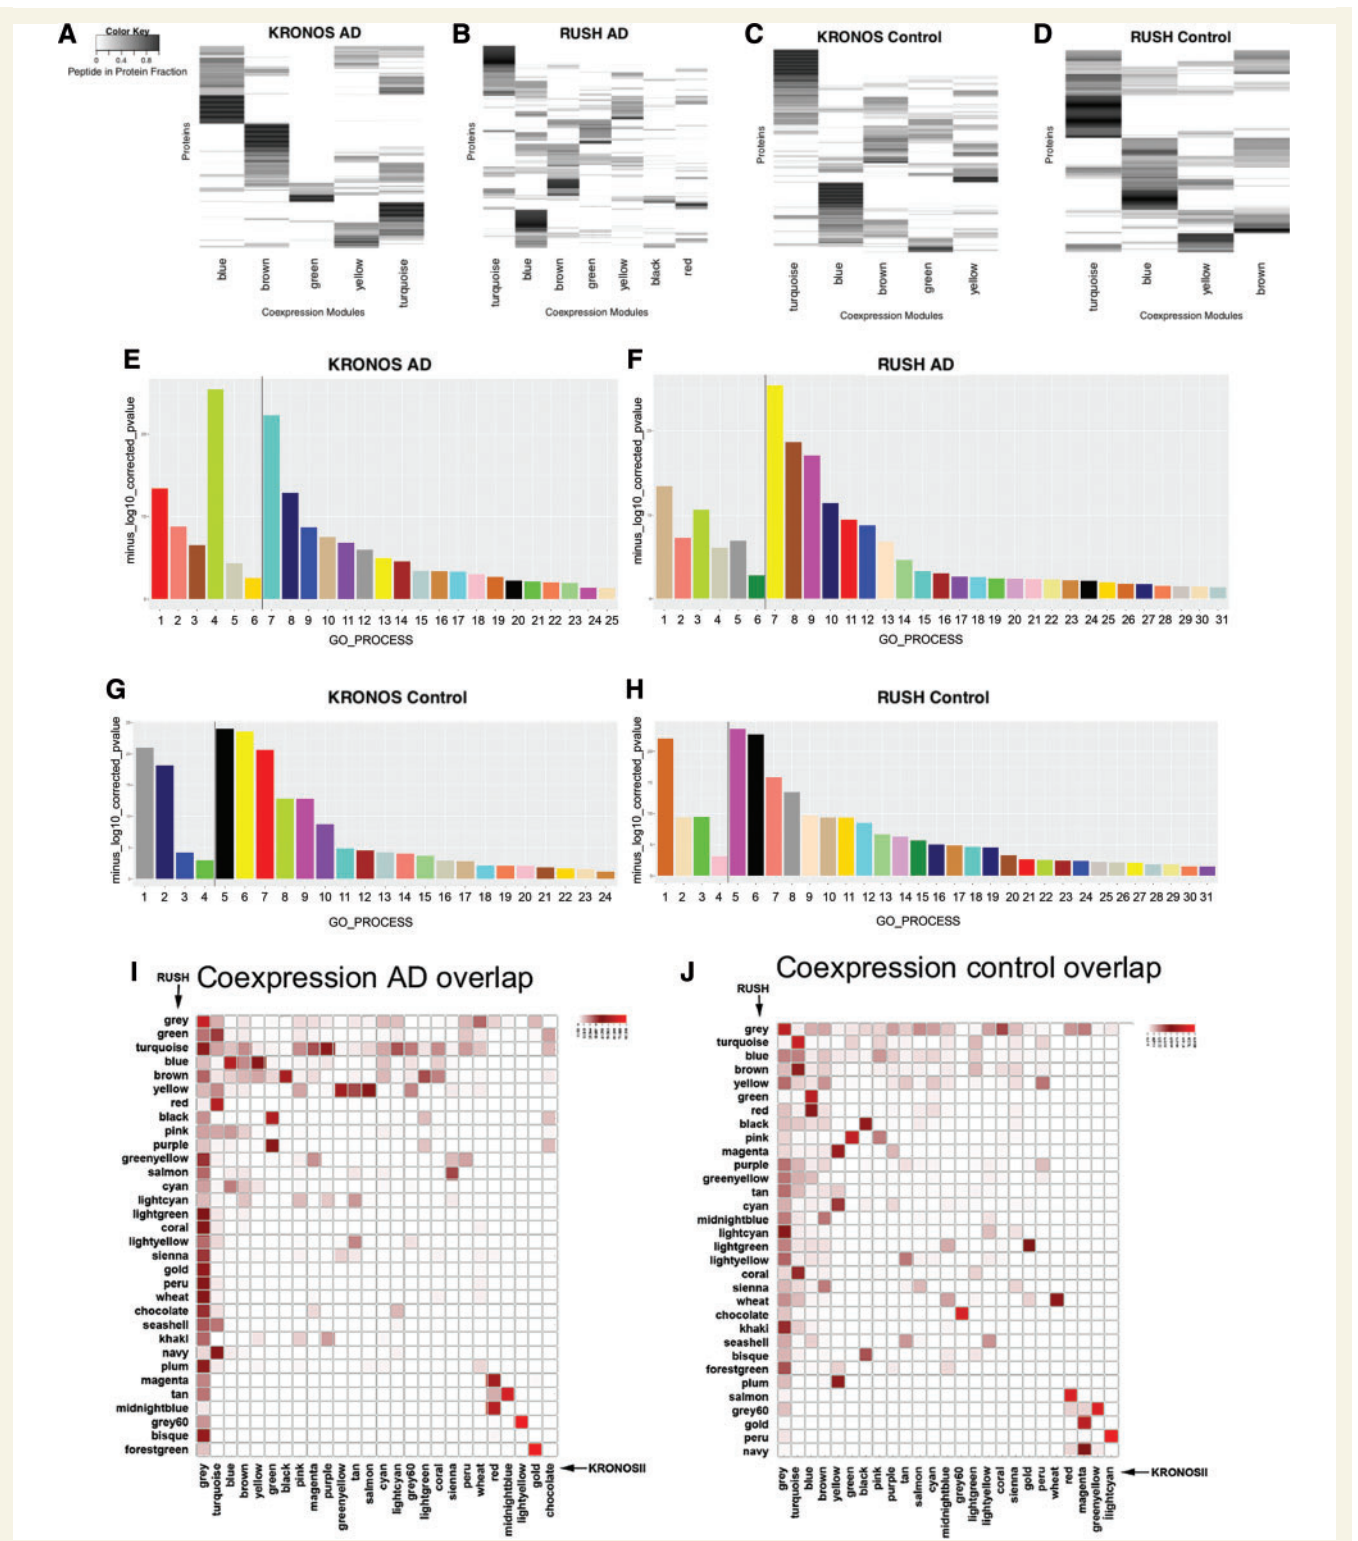 A
Color Key
0 0.4 0.8
Peptide in Protein Fraction
KRONOS AD
Proteins
blue
brown
green
yellow
turquoise
Coexpression Modules
B
RUSH AD
Proteins
turquoise
blue
brown
green
yellow
black
red
Coexpression Modules
C
KRONOS Control
Proteins
turquoise
blue
brown
green
yellow
Coexpression Modules
D
RUSH Control
Proteins
turquoise
blue
yellow
brown
Coexpression Modules
E
KRONOS AD
minus_log10_corrected_pvalue
1 2 3 4 5 6 7 8 9 10 11 12 13 14 15 16 17 18 19 20 21 22 23 24 25
GO_PROCESS
F
RUSH AD
minus_log10_corrected_pvalue
1 2 3 4 5 6 7 8 9 10 11 12 13 14 15 16 17 18 19 20 21 22 23 24 25 26 27 28 29 30 31
GO_PROCESS
G
KRONOS Control
minus_log10_corrected_pvalue
1 2 3 4 5 6 7 8 9 10 11 12 13 14 15 16 17 18 19 20 21 22 23 24
GO_PROCESS
H
RUSH Control
minus_log10_corrected_pvalue
1 2 3 4 5 6 7 8 9 10 11 12 13 14 15 16 17 18 19 20 21 22 23 24 25 26 27 28 29 30 31
GO_PROCESS
I
RUSH
Coexpression AD overlap
grey
green
turquoise
blue
brown
yellow
red
black
pink
purple
greenyellow
salmon
cyan
lightcyan
lightgreen
coral
lightyellow
sienna
gold
peru
wheat
chocolate
seashell
khaki
navy
plum
magenta
tan
midnightblue
grey60
bisque
forestgreen
grey
turquoise
blue
brown
yellow
green
black
pink
magenta
purple
greenyellow
tan
salmon
cyan
lightcyan
grey60
lightgreen
coral
sienna
peru
wheat
red
midnightblue
lightyellow
gold
chocolate
KRONOSII
J
Coexpression control overlap
RUSH
grey
turquoise
blue
brown
yellow
green
red
black
pink
magenta
purple
greenyellow
tan
cyan
midnightblue
lightcyan
lightgreen
lightyellow
coral
sienna
wheat
chocolate
khaki
seashell
bisque
forestgreen
plum
salmon
grey60
gold
peru
navy
grey
turquoise
blue
brown
yellow
green
black
pink
purple
tan
salmon
cyan
midnightblue
grey60
lightgreen
lightyellow
coral
sienna
gold
peru
wheat
red
magenta
greenyellow
lightcyan
KRONOSII